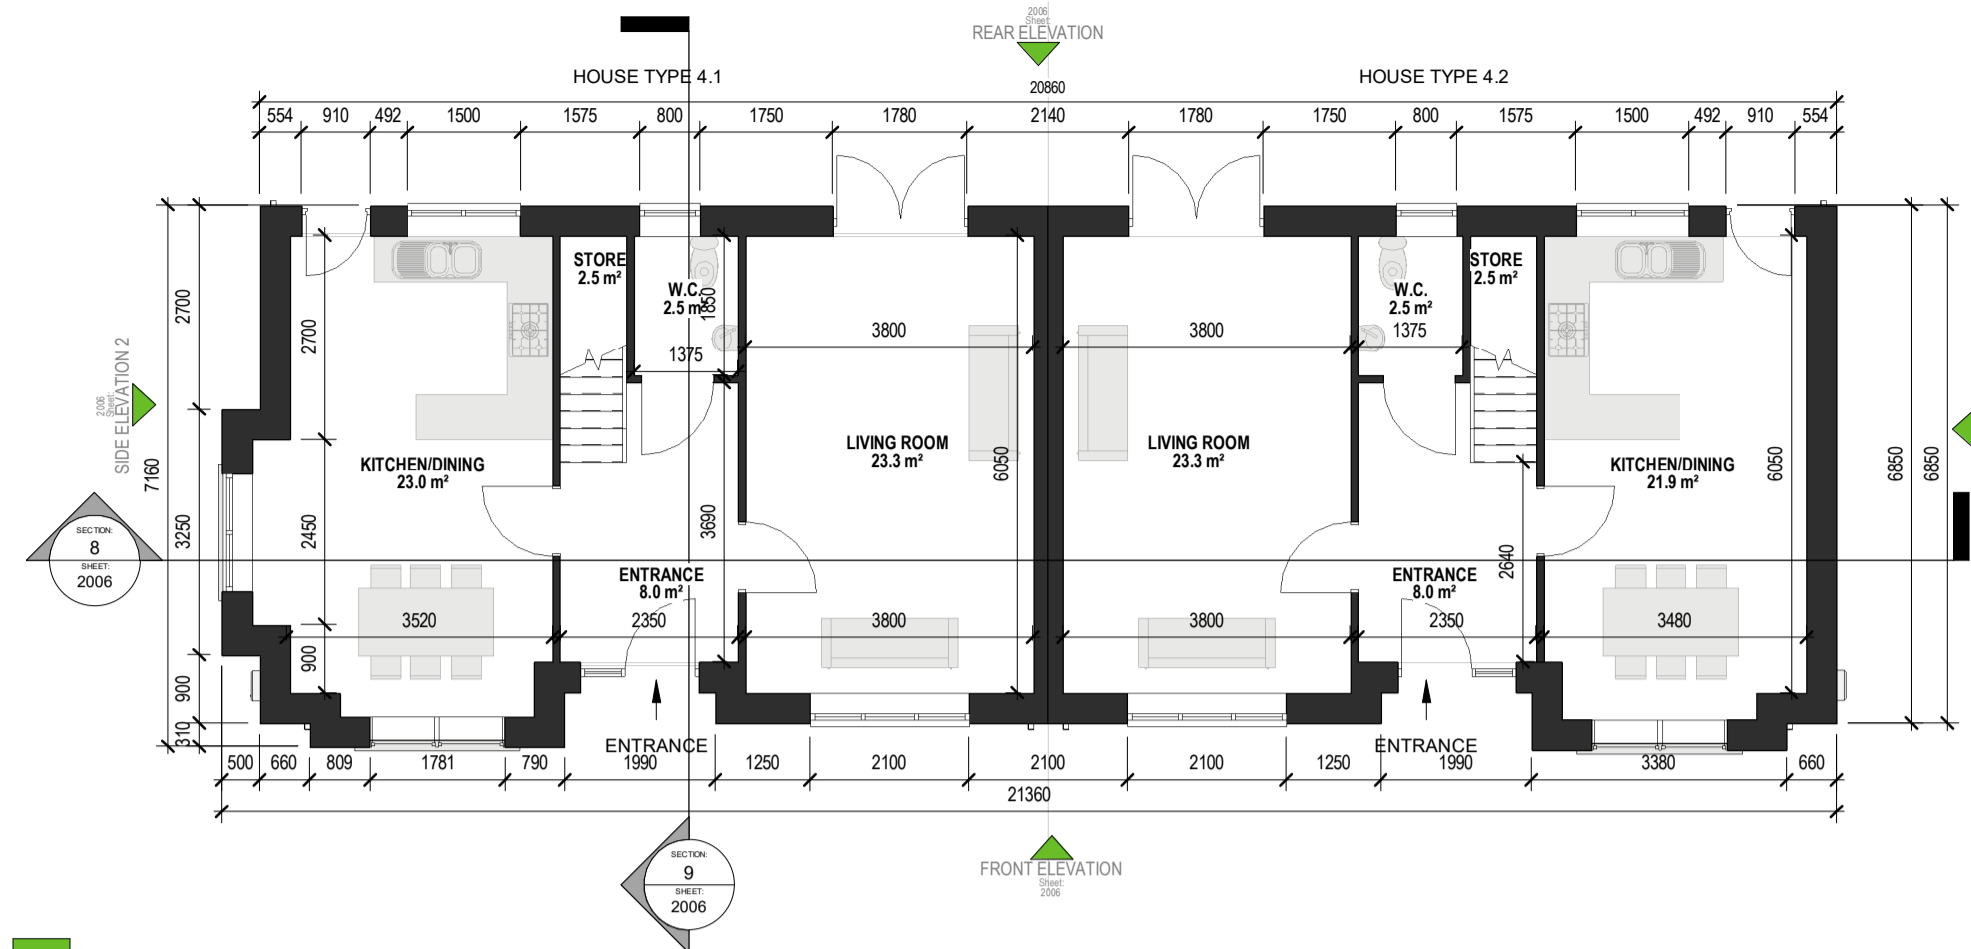 2006
Sheet:
REAR ELEVATION
HOUSE TYPE 4.1
HOUSE TYPE 4.2
20860
554 910 492 1500 1575 800 1750 1780 2140 1780 1750 800 1575 1500 492 910 554
STORE
2.5 m²
W.C.
2.5 m²
1850
1375
W.C.
2.5 m²
1375
STORE
2.5 m²
3800
3800
2700
2700
7160
3250
2450
900
900
310
SIDE ELEVATION 2
Sheet:
2006
KITCHEN/DINING
23.0 m²
LIVING ROOM
23.3 m²
6050
LIVING ROOM
23.3 m²
KITCHEN/DINING
21.9 m²
6050
6850
6850
3690
2640
SECTION:
8
SHEET:
2006
ENTRANCE
8.0 m²
ENTRANCE
8.0 m²
3520 2350 3800 3800 2350 3480
ENTRANCE
ENTRANCE
500 660 809 1781 790 1990 1250 2100 2100 2100 1250 1990 3380 660
21360
SECTION:
9
SHEET:
2006
FRONT ELEVATION
Sheet:
2006